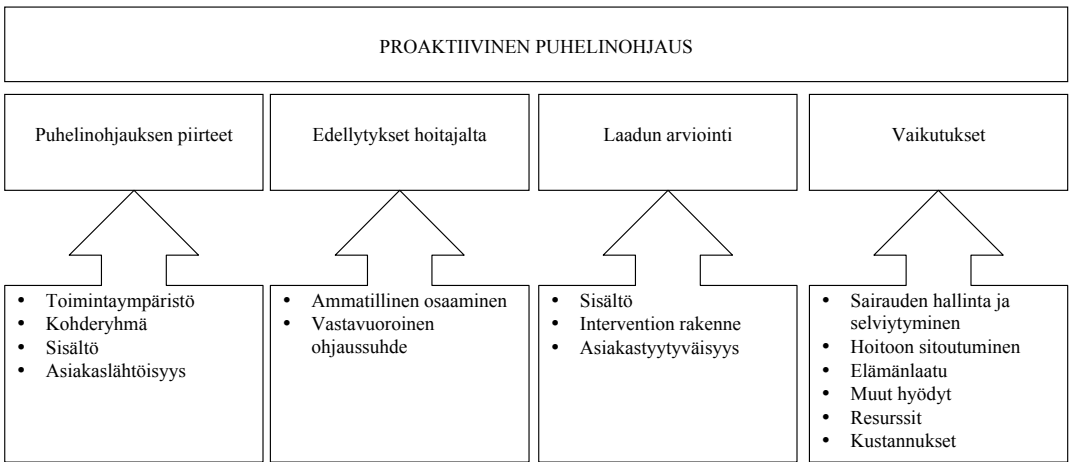 PROAKTIIVINEN PUHELINOHJAUS
Puhelinohjauksen piirteet
Edellytykset hoitajalta
Laadun arviointi
Vaikutukset
• Toimintaympäristö
• Kohderyhmä
• Sisältö
• Asiakaslähtöisyys
• Ammatillinen osaaminen
• Vastavuoroinen
ohjaussuhde
• Sisältö
• Intervention rakenne
• Asiakastyytyväisyys
• Sairauden hallinta ja
selviytyminen
• Hoitoon sitoutuminen
• Elämänlaatu
• Muut hyödyt
• Resurssit
• Kustannukset